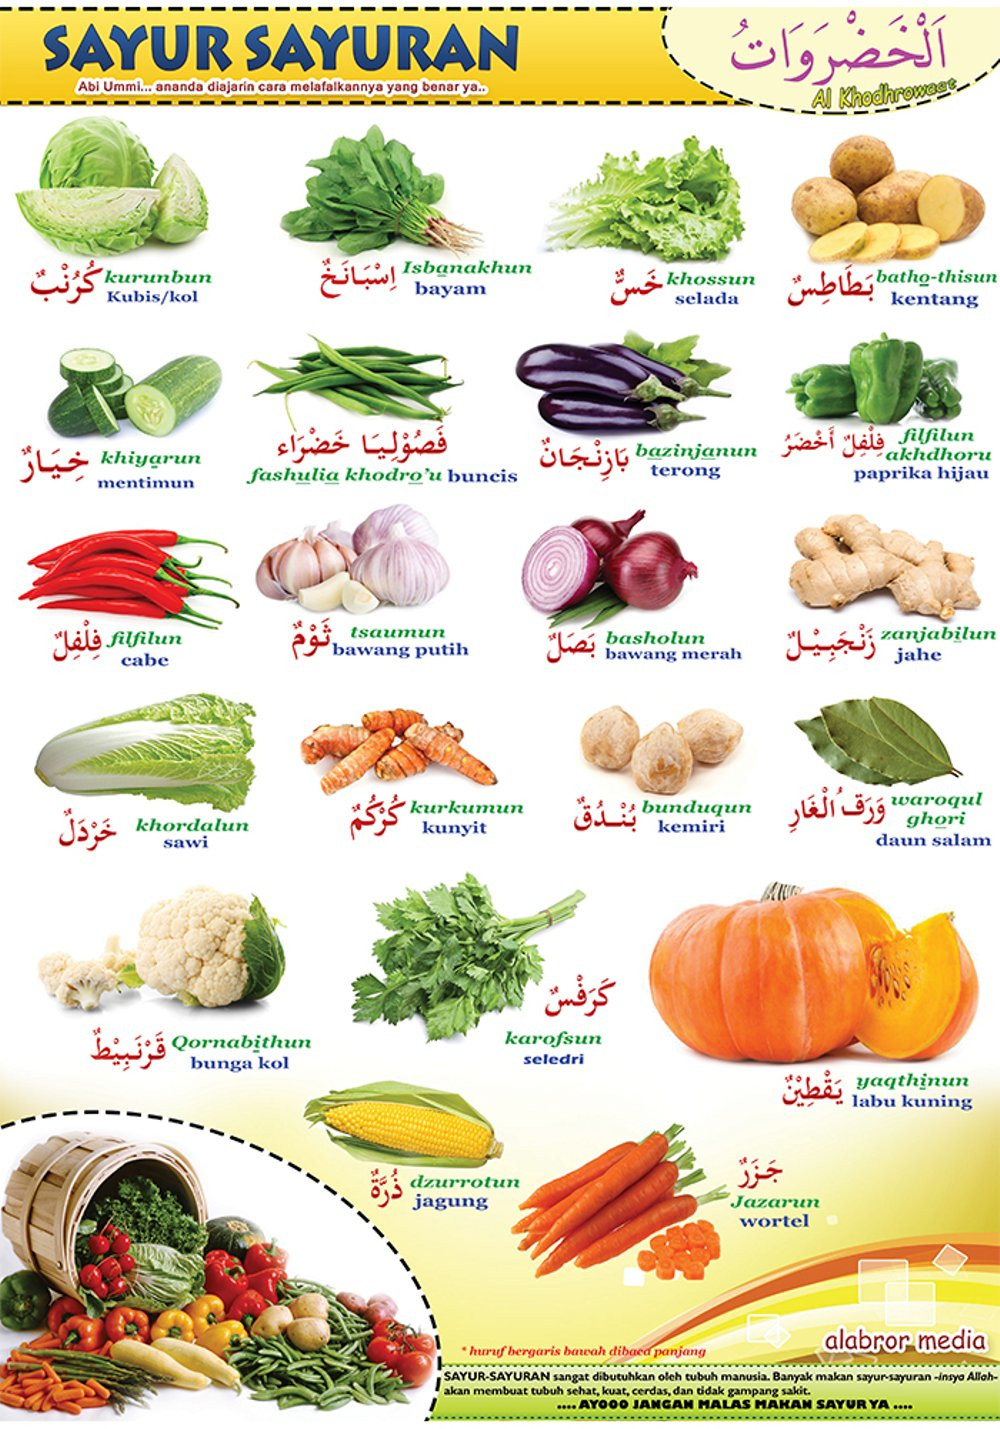 SAYUR SAYURAN
Abi Ummi... ananda diajarin cara melafalkannya yang benar ya..
اَلْخَضْرَوَاتُ
Al Khodhrowaat
كُرُنْبٌ
kurunbun
Kubis/kol
اِسْبَانَخٌ
Isbanakhun
bayam
خَسٌّ
khossun
selada
بَطَاطِسٌ
batho-thisun
kentang
خِيَارٌ
khiyarun
mentimun
فَصُوْلِيَا خَضْرَاء
fashulia khodro'u buncis
بَازِنْجَانٌ
bazinjanun
terong
فِلْفِلٌ أَخْضَرُ
filfilun
akhdhoru
paprika hijau
فِلْفِلٌ
filfilun
cabe
ثَوْمٌ
tsaumun
bawang putih
بَصَلٌ
basholun
bawang merah
زَنْجَبِيْلٌ
zanjabilun
jahe
خَرْدَلٌ
khordalun
sawi
كُرْكُمٌ
kurkumun
kunyit
بُنْدُقٌ
bunduqun
kemiri
وَرَقُ الْغَارِ
waroqul
ghori
daun salam
قَرْنَبِيْطٌ
Qornabithun
bunga kol
كَرَفْسٌ
karofsun
seledri
يَقْطِيْنٌ
yaqthinun
labu kuning
ذُرَّةٌ
dzurrotun
jagung
جَزَرٌ
Jazarun
wortel
alabror media
* huruf bergaris bawah dibaca panjang
SAYUR-SAYURAN sangat dibutuhkan oleh tubuh manusia. Banyak makan sayur-sayuran -insya Allah-
akan membuat tubuh sehat, kuat, cerdas, dan tidak gampang sakit.
.... AYOOO JANGAN MALAS MAKAN SAYUR YA ....